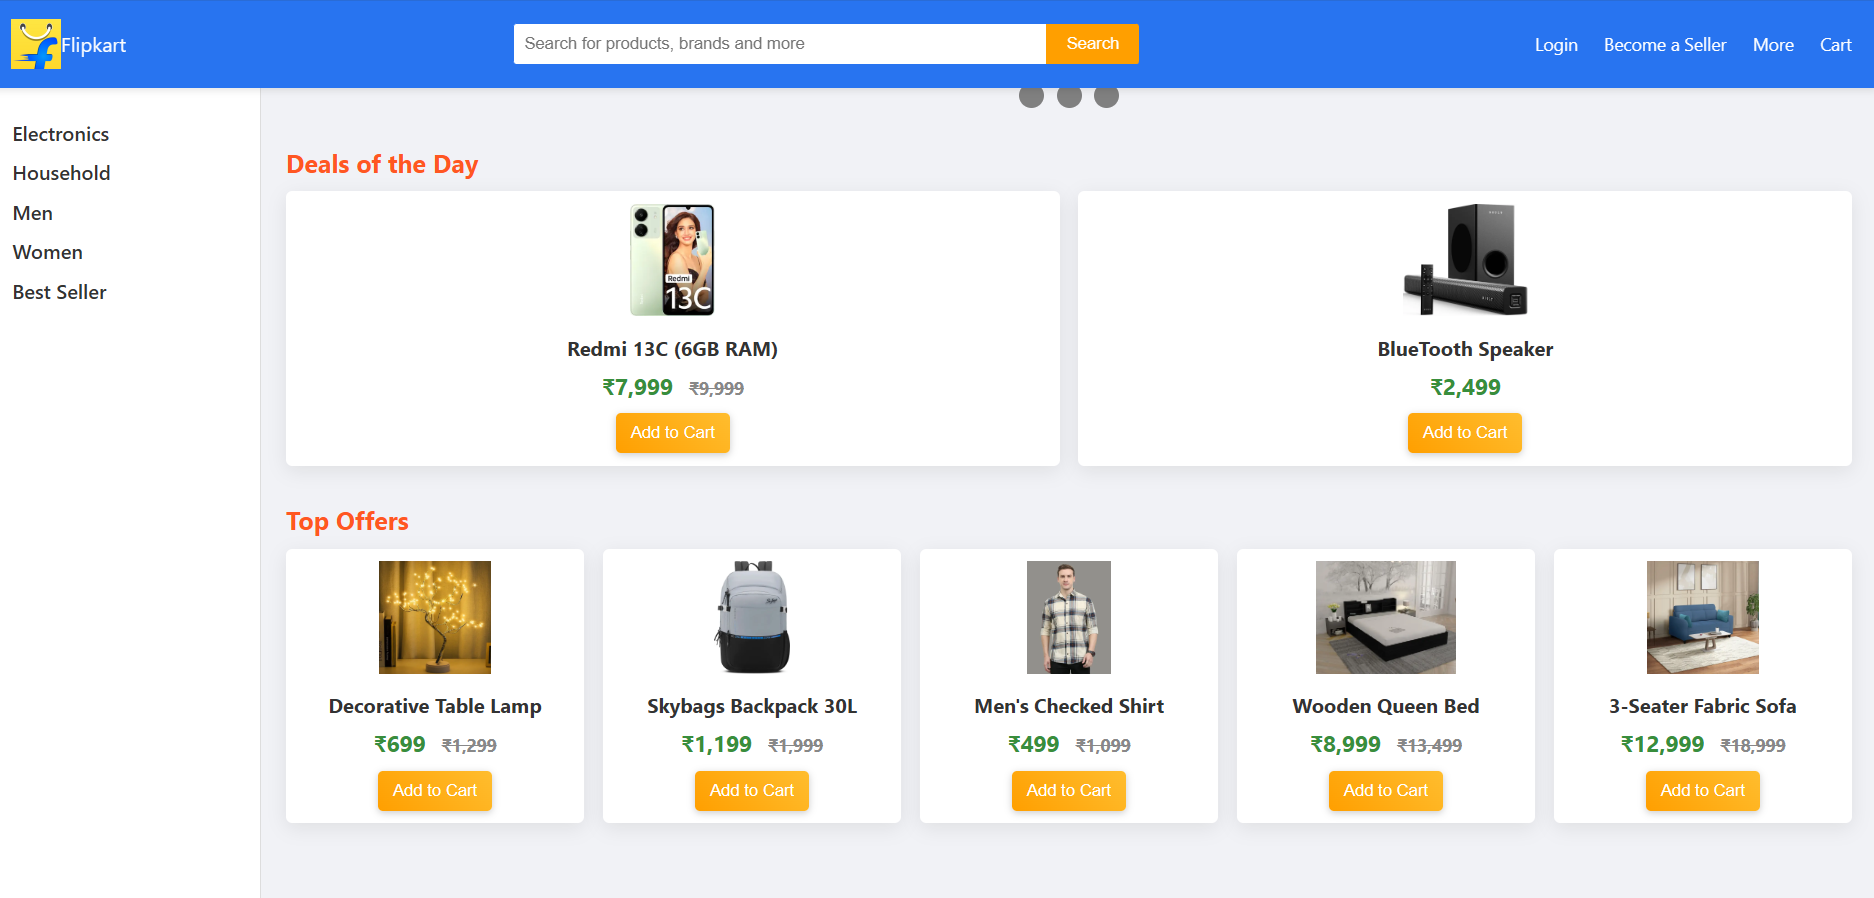 Flipkart
Search for products, brands and more
Search
Login
Become a Seller
More
Cart
Electronics
Household
Men
Women
Best Seller
Deals of the Day
Redmi
13C
Redmi 13C (6GB RAM)
₹7,999 ₹9,999
Add to Cart
BlueTooth Speaker
₹2,499
Add to Cart
Top Offers
Decorative Table Lamp
₹699 ₹1,299
Add to Cart
Skybags Backpack 30L
₹1,199 ₹1,999
Add to Cart
Men's Checked Shirt
₹499 ₹1,099
Add to Cart
Wooden Queen Bed
₹8,999 ₹13,499
Add to Cart
3-Seater Fabric Sofa
₹12,999 ₹18,999
Add to Cart